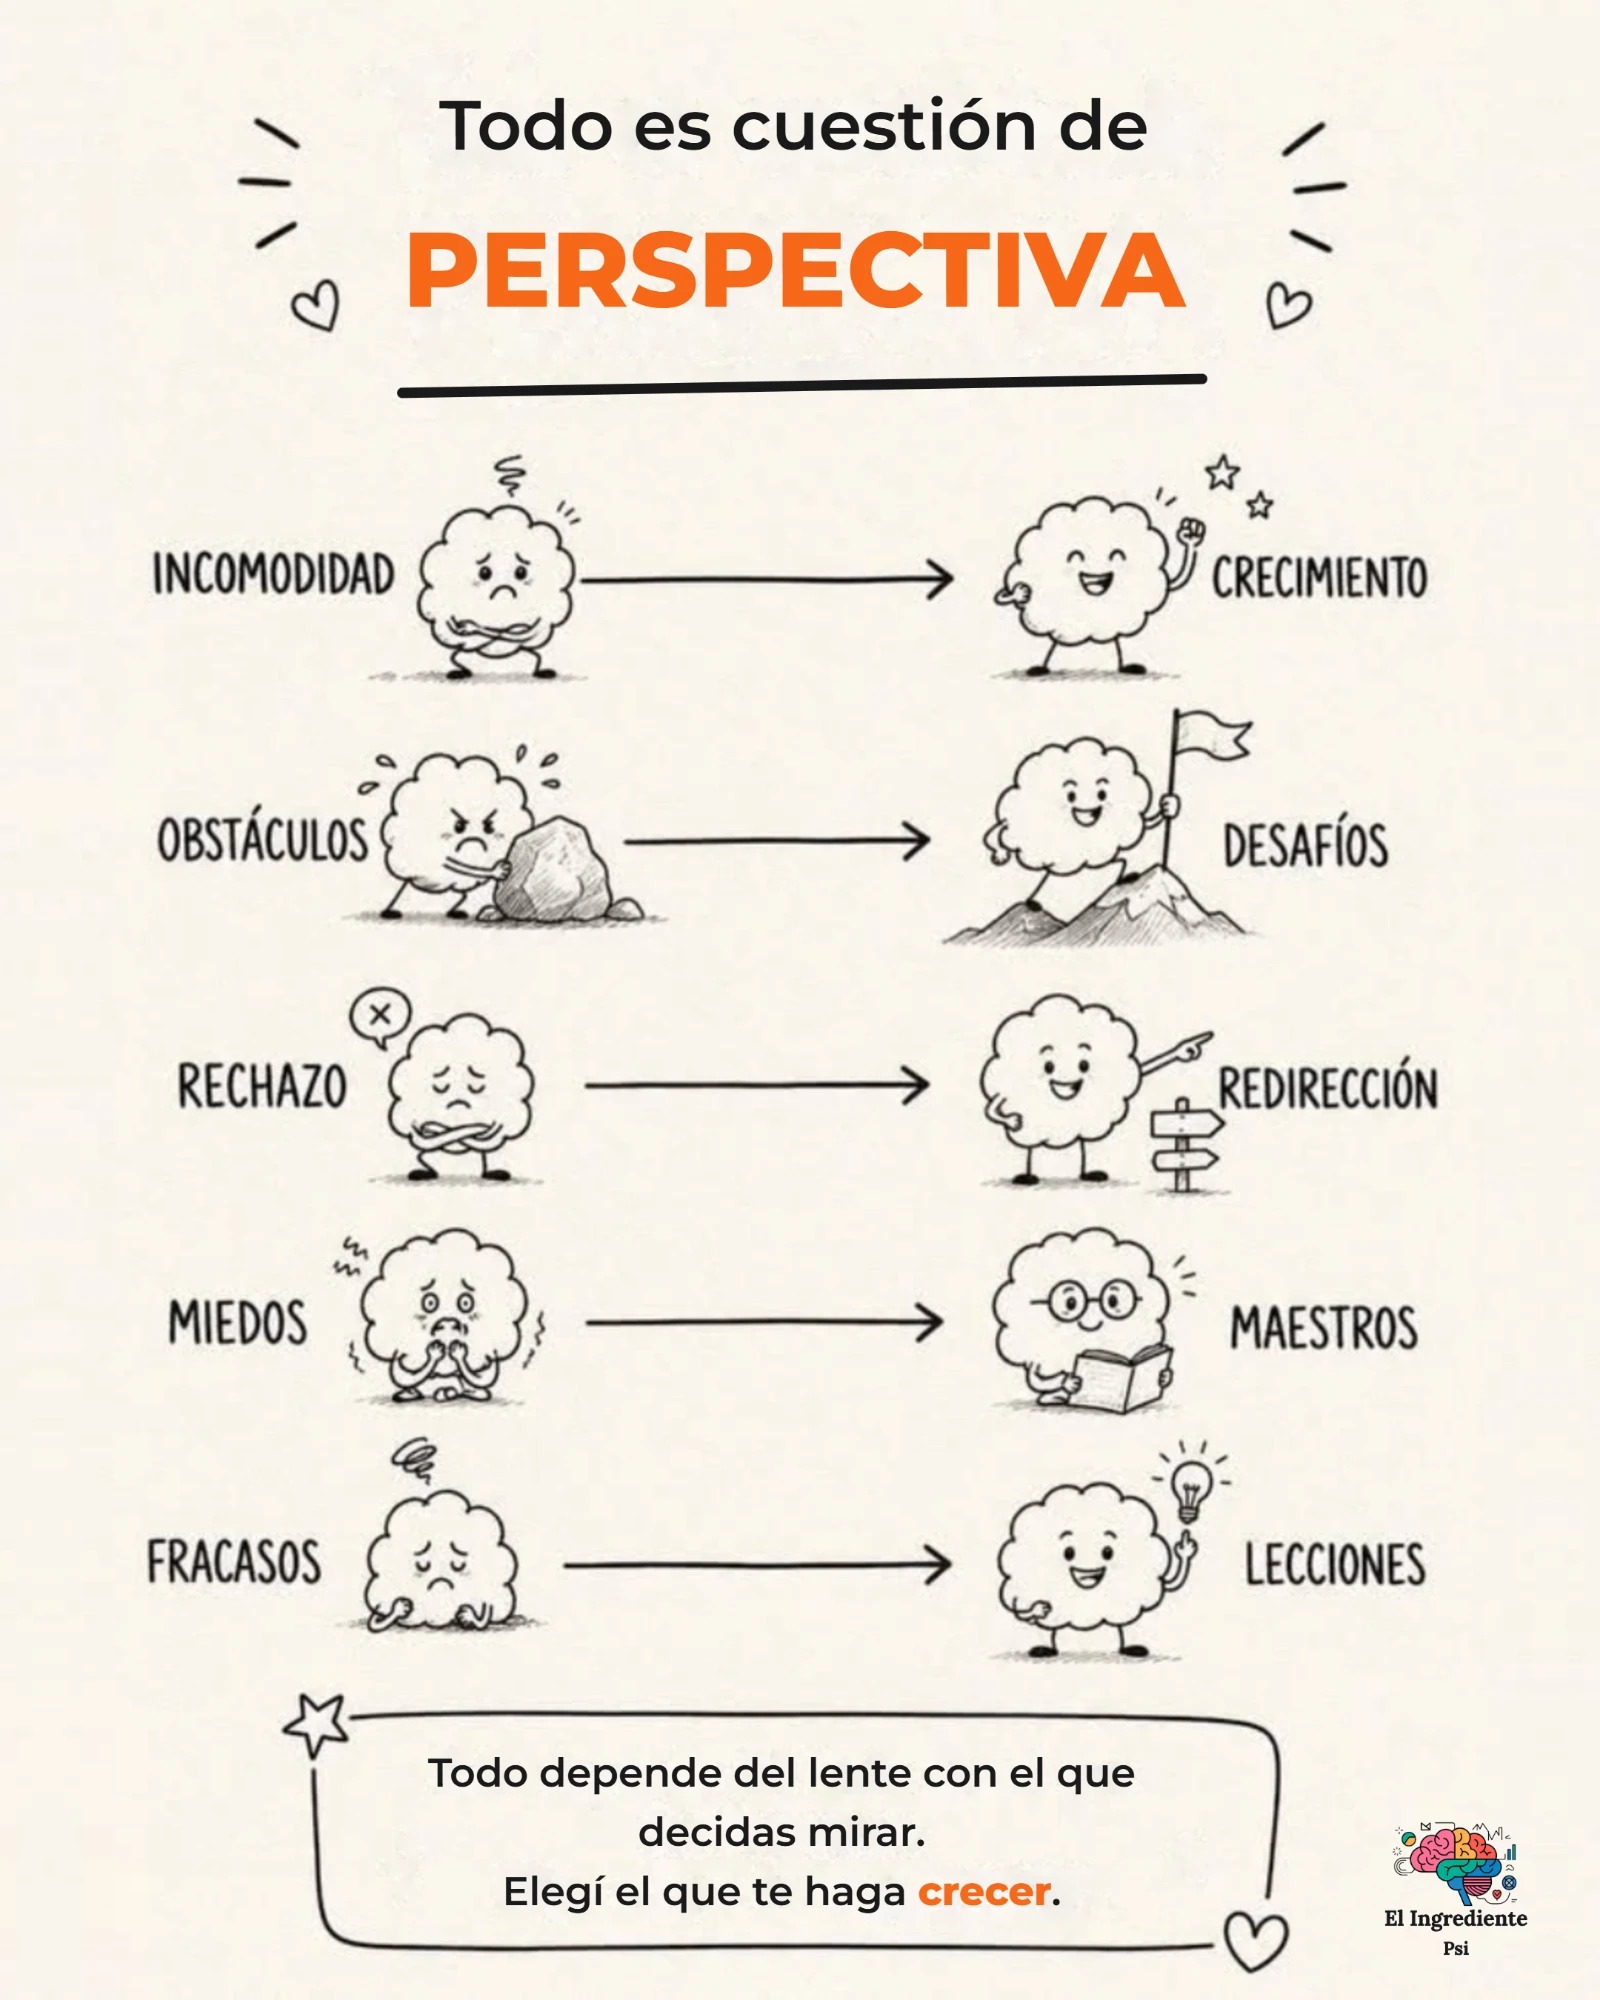 Todo es cuestión de
PERSPECTIVA
INCOMODIDAD
CRECIMIENTO
OBSTÁCULOS
DESAFÍOS
RECHAZO
REDIRECCIÓN
MIEDOS
MAESTROS
FRACASOS
LECCIONES
Todo depende del lente con el que
decidas mirar.
Elegí el que te haga crecer.
El Ingrediente
Psi